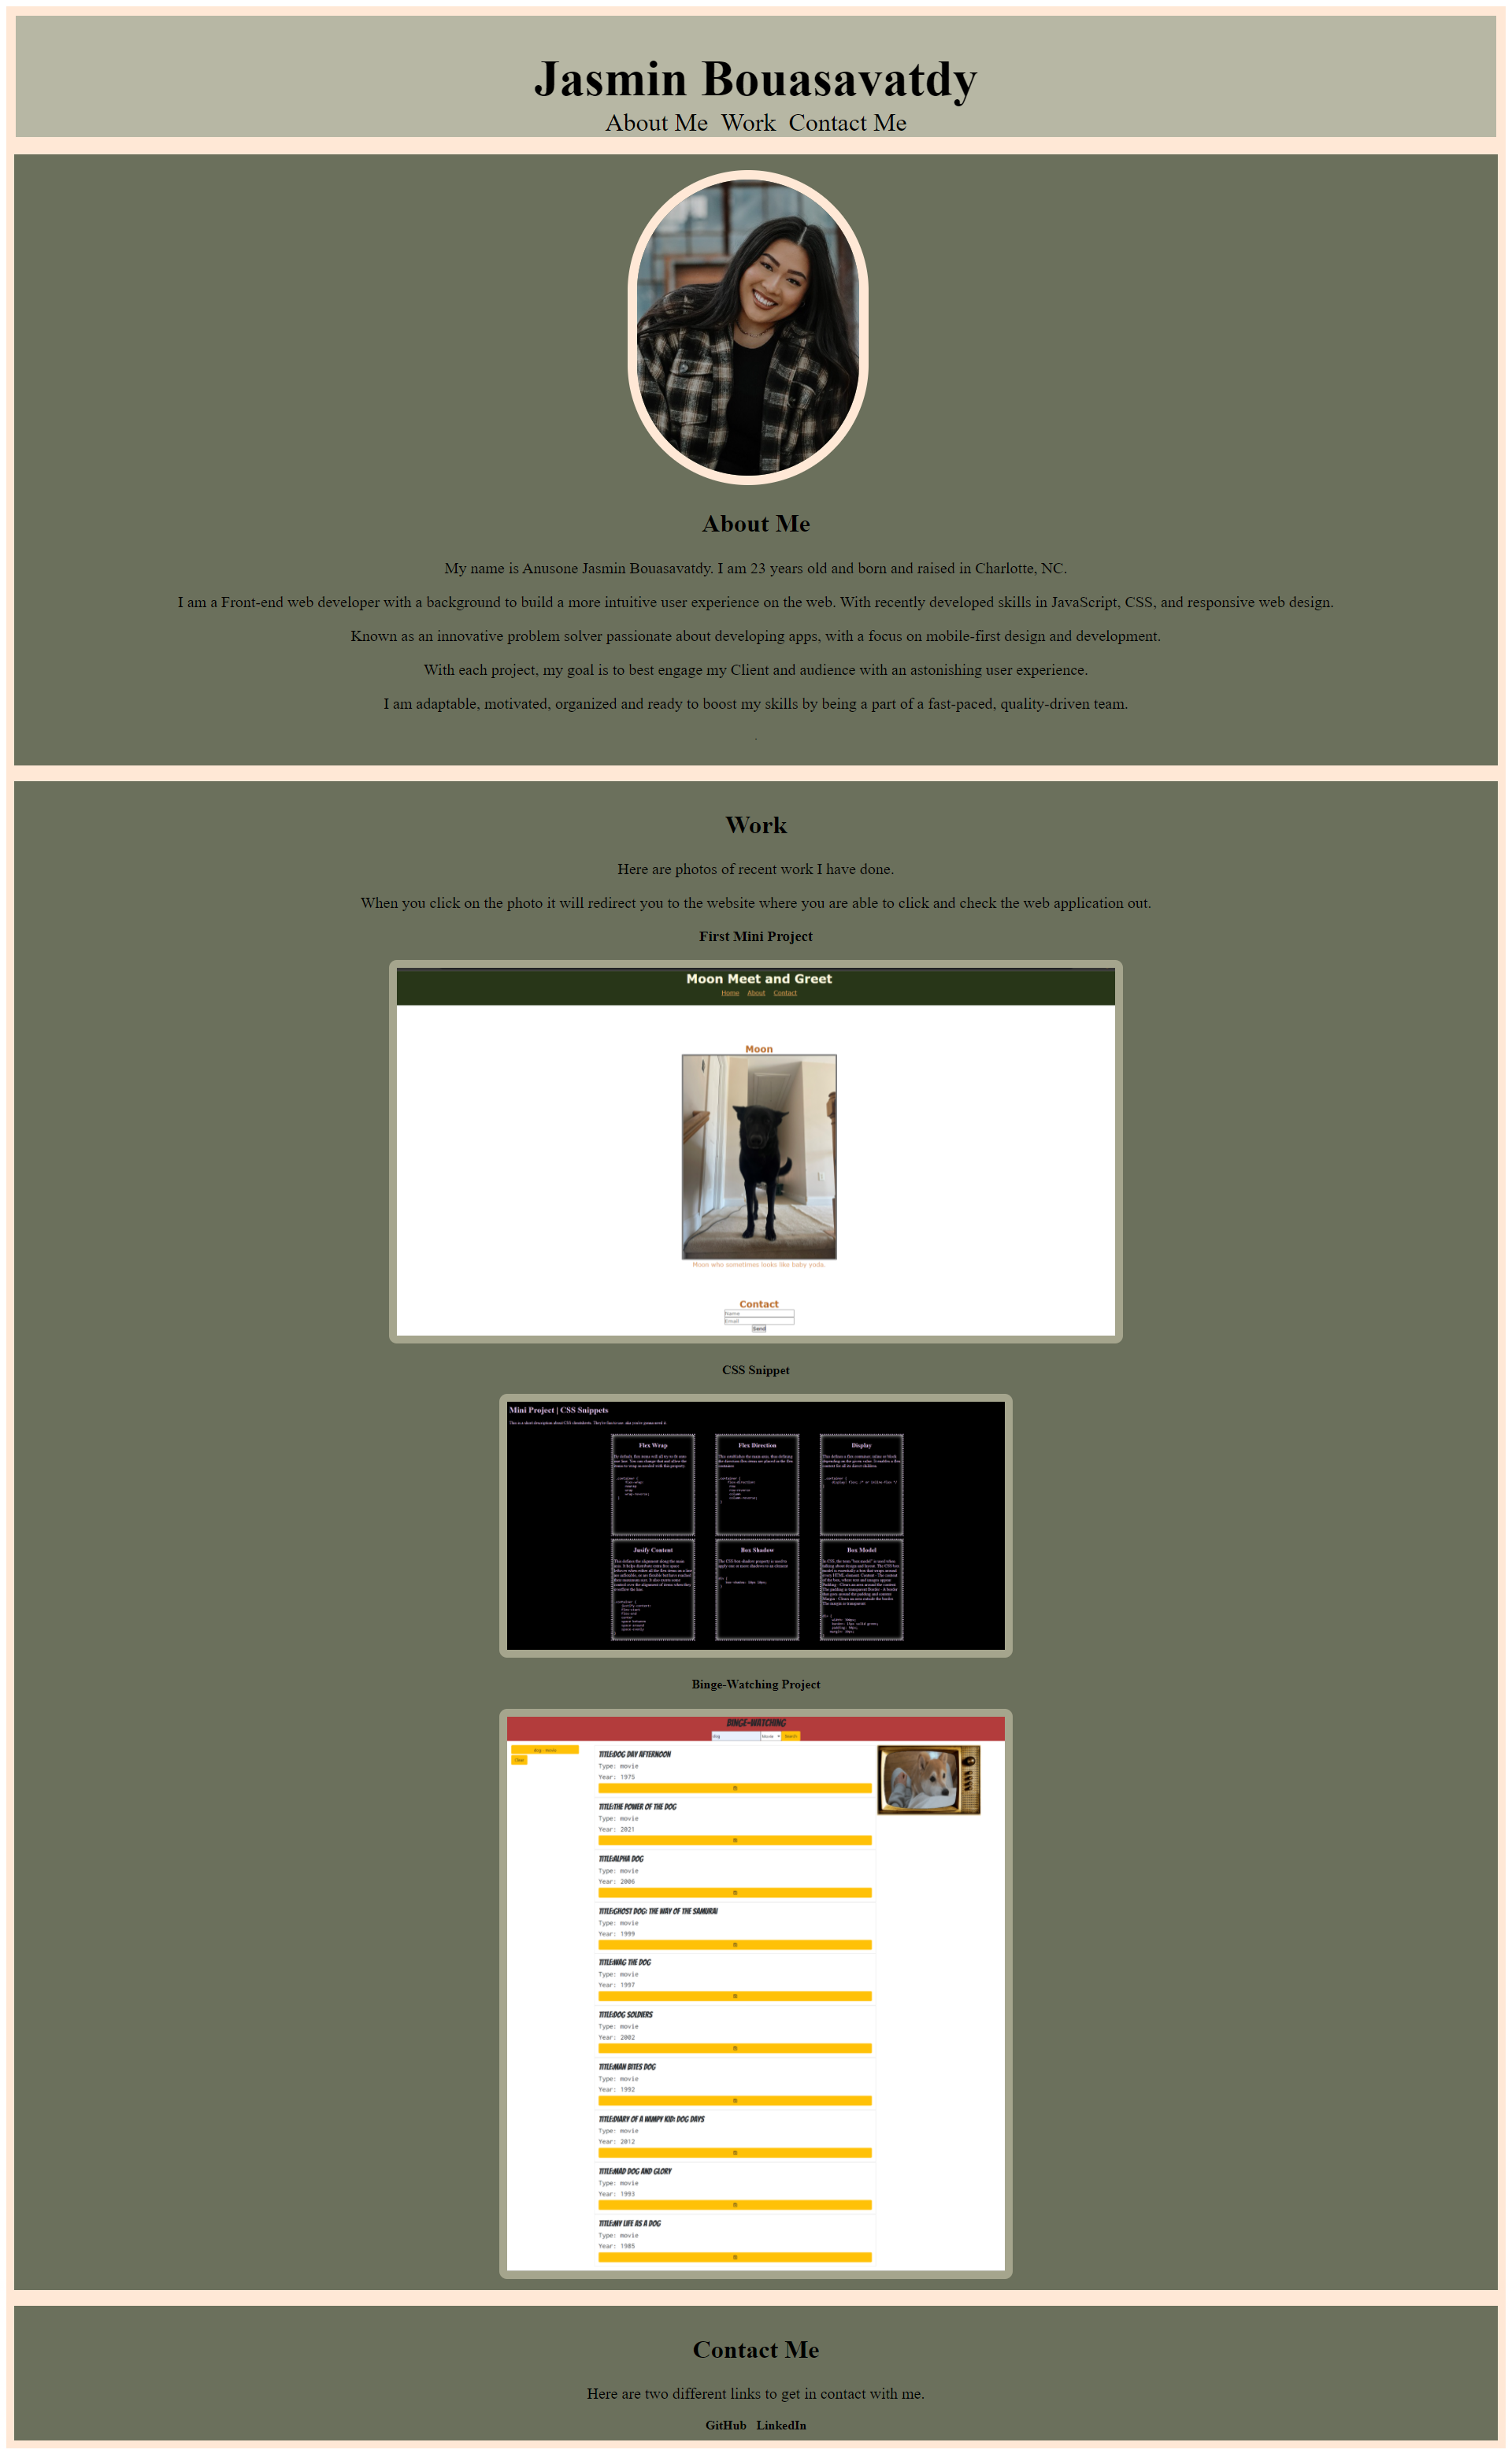 Jasmin Bouasavatdy
About Me Work Contact Me
About Me
My name is Anusone Jasmin Bouasavatdy. I am 23 years old and born and raised in Charlotte, NC.
I am a Front-end web developer with a background to build a more intuitive user experience on the web. With recently developed skills in JavaScript, CSS, and responsive web design.
Known as an innovative problem solver passionate about developing apps, with a focus on mobile-first design and development.
With each project, my goal is to best engage my Client and audience with an astonishing user experience.
I am adaptable, motivated, organized and ready to boost my skills by being a part of a fast-paced, quality-driven team.
.
Work
Here are photos of recent work I have done.
When you click on the photo it will redirect you to the website where you are able to click and check the web application out.
First Mini Project
Moon Meet and Greet
Home About Contact
Moon
Moon who sometimes looks like baby yoda.
Contact
Name
Email
Send
CSS Snippet
Mini Project | CSS Snippets
Flex Wrap
Flex Direction
Display
Jusify Content
Box Shadow
Box Model
Binge-Watching Project
BINGE-WATCHING
dog Movie Search
dog - movie
Clear
TITLE:DOG DAY AFTERNOON
Type: movie
Year: 1975
TITLE:THE POWER OF THE DOG
Type: movie
Year: 2021
TITLE:ALPHA DOG
Type: movie
Year: 2006
TITLE:GHOST DOG: THE WAY OF THE SAMURAI
Type: movie
Year: 1999
TITLE:WAG THE DOG
Type: movie
Year: 1997
TITLE:DOG SOLDIERS
Type: movie
Year: 2002
TITLE:MAN BITES DOG
Type: movie
Year: 1992
TITLE:DIARY OF A WIMPY KID: DOG DAYS
Type: movie
Year: 2012
TITLE:MAD DOG AND GLORY
Type: movie
Year: 1993
TITLE:MY LIFE AS A DOG
Type: movie
Year: 1985
Contact Me
Here are two different links to get in contact with me.
GitHub LinkedIn